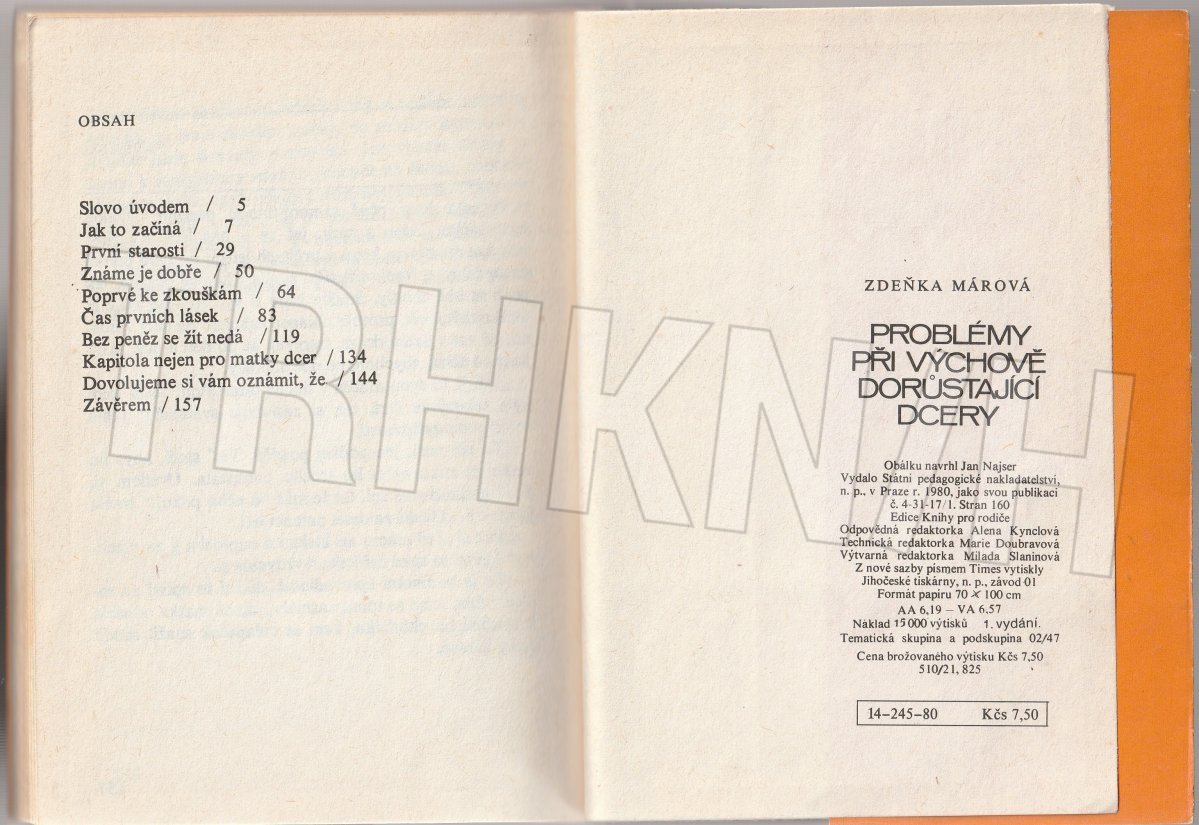 OBSAH
Slovo úvodem / 5
Jak to začíná / 7
První starosti / 29
Známe je dobře / 50
Poprvé ke zkouškám / 64
Čas prvních lásek / 83
Bez peněz se žít nedá / 119
Kapitola nejen pro matky dcer / 134
Dovolujeme si vám oznámit, že / 144
Závěrem / 157
ZDEŇKA MÁROVÁ
PROBLÉMY
PŘI VÝCHOVĚ
DORŮSTAJÍCÍ
DCERY
Obálku navrhl Jan Najser
Vydalo Státní pedagogické nakladatelství,
n. p., v Praze r. 1980, jako svou publikaci
č. 4-31-17/1. Stran 160
Edice Knihy pro rodiče
Odpovědná redaktorka Alena Kynclová
Technická redaktorka Marie Doubravová
Výtvarná redaktorka Milada Slaninová
Z nové sazby písmem Times vytiskly
Jihočeské tiskárny, n. p., závod 01
Formát papíru 70 × 100 cm
AA 6,19 – VA 6,57
Náklad 15 000 výtisků 1. vydání.
Tematická skupina a podskupina 02/47
Cena brožovaného výtisku Kčs 7,50
510/21, 825
14–245–80 Kčs 7,50
TRHKNIH